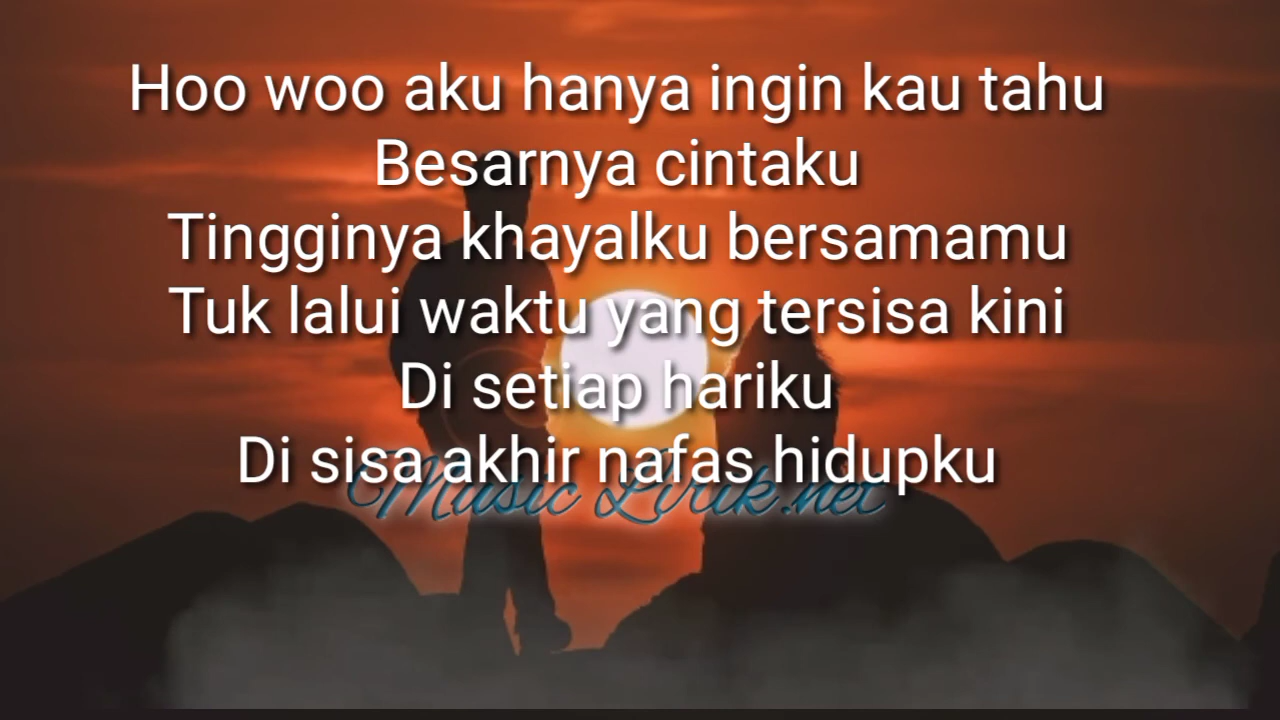 Hoo woo aku hanya ingin kau tahu
Besarnya cintaku
Tingginya khayalku bersamamu
Tuk lalui waktu yang tersisa kini
Di setiap hariku
Di sisa akhir nafas hidupku
Music Lirik.net